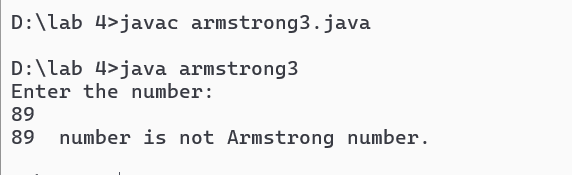 D:\lab 4>javac armstrong3.java
D:\lab 4>java armstrong3
Enter the number:
89
89  number is not Armstrong number.